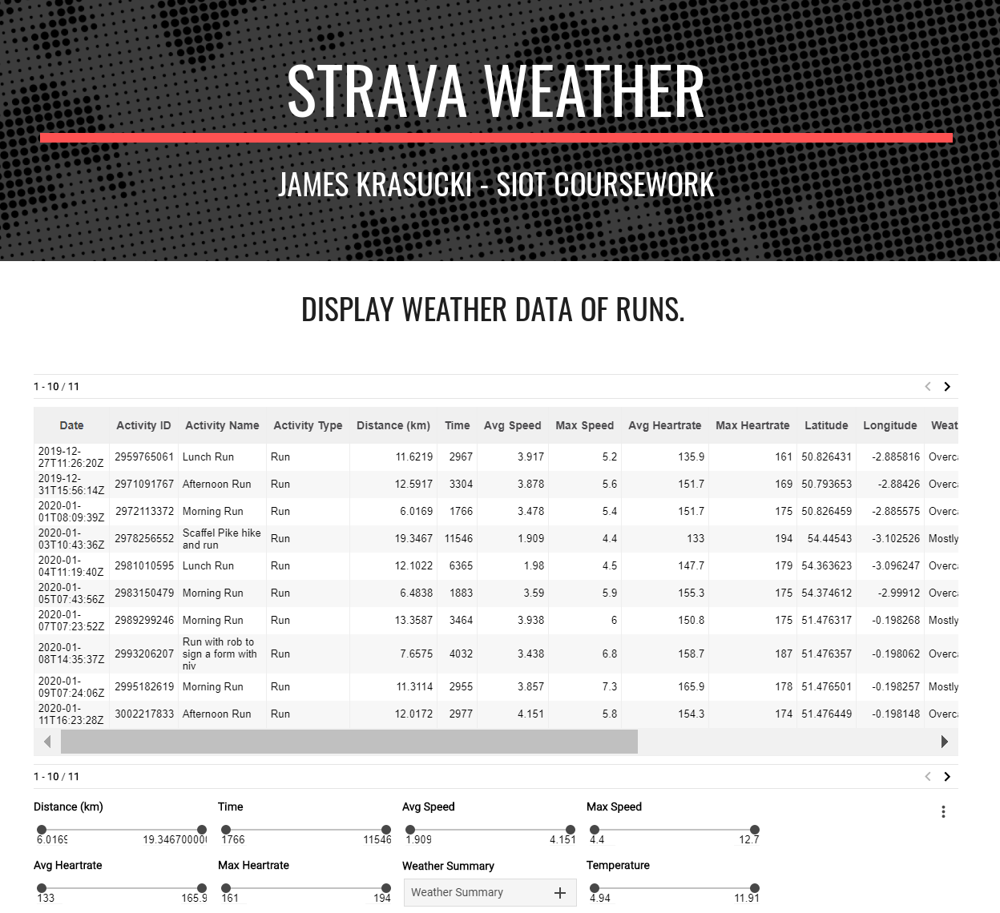 STRAVA WEATHER
JAMES KRASUCKI - SIOT COURSEWORK
DISPLAY WEATHER DATA OF RUNS.
1 - 10 / 11
Date Activity ID Activity Name Activity Type Distance (km) Time Avg Speed Max Speed Avg Heartrate Max Heartrate Latitude Longitude Weat
2019-12-
27T11:26:20Z 2959765061 Lunch Run Run 11.6219 2967 3.917 5.2 135.9 161 50.826431 -2.885816 Overc
2019-12-
31T15:56:14Z 2971091767 Afternoon Run Run 12.5917 3304 3.878 5.6 151.7 169 50.793653 -2.88426 Overc
2020-01-
01T08:09:39Z 2972113372 Morning Run Run 6.0169 1766 3.478 5.4 151.7 175 50.826459 -2.885575 Overc
2020-01-
03T10:43:36Z 2978256552 Scaffel Pike hike
and run Run 19.3467 11546 1.909 4.4 133 194 54.44543 -3.102526 Mostly
2020-01-
04T11:19:40Z 2981010595 Lunch Run Run 12.1022 6365 1.98 4.5 147.7 179 54.363623 -3.096247 Overc
2020-01-
05T07:43:56Z 2983150479 Morning Run Run 6.4838 1883 3.59 5.9 155.3 175 54.374612 -2.99912 Overc
2020-01-
07T07:23:52Z 2989299246 Morning Run Run 13.3587 3464 3.938 6 150.8 175 51.476317 -0.198268 Mostly
2020-01-
08T14:35:37Z 2993206207 Run with rob to
sign a form with
niv Run 7.6575 4032 3.438 6.8 158.7 187 51.476357 -0.198062 Overc
2020-01-
09T07:24:06Z 2995182619 Morning Run Run 11.3114 2955 3.857 7.3 165.9 178 51.476501 -0.198257 Mostly
2020-01-
11T16:23:28Z 3002217833 Afternoon Run Run 12.0172 2977 4.151 5.8 154.3 174 51.476449 -0.198148 Overc
1 - 10 / 11
Distance (km) Time Avg Speed Max Speed
6.0169 19.346700000 1766 11546 1.909 4.151 4.4 12.7
Avg Heartrate Max Heartrate Weather Summary Temperature
133 165.9 161 194 Weather Summary 4.94 11.91